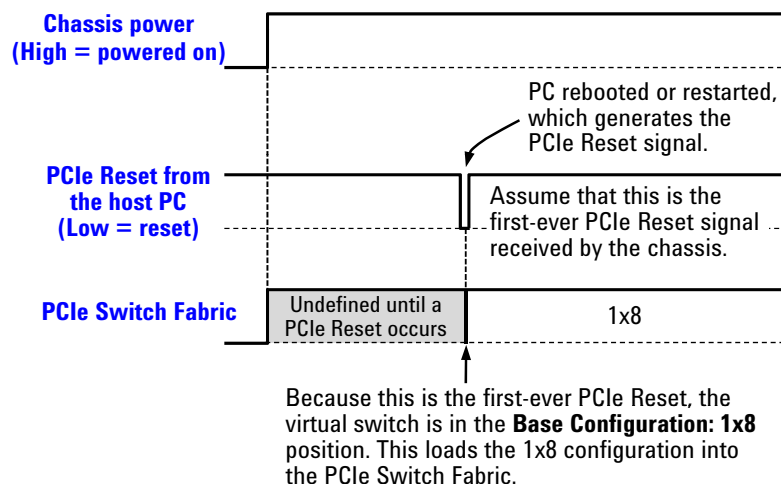 Chassis power
(High = powered on)
PC rebooted or restarted,
which generates the
PCIe Reset signal.
PCIe Reset from
the host PC
(Low = reset)
Assume that this is the
first-ever PCIe Reset signal
received by the chassis.
PCIe Switch Fabric
Undefined until a
PCIe Reset occurs
1x8
Because this is the first-ever PCIe Reset, the
virtual switch is in the Base Configuration: 1x8
position. This loads the 1x8 configuration into
the PCIe Switch Fabric.